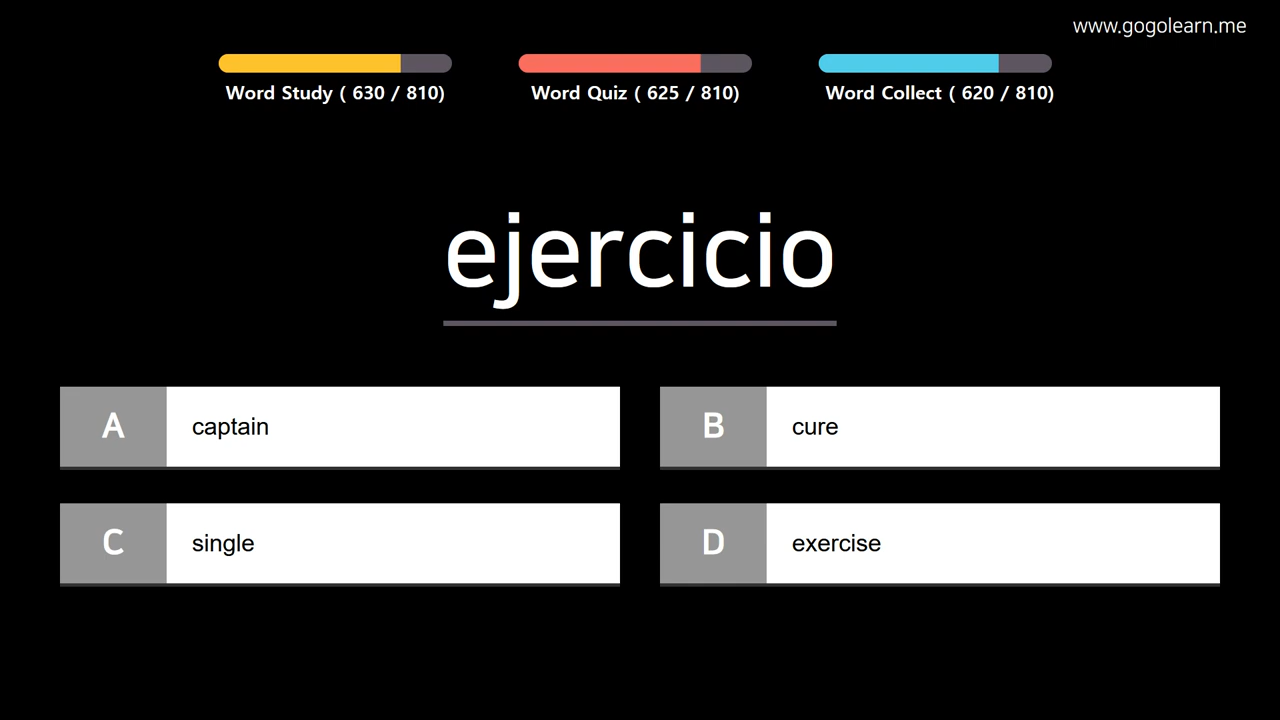 www.gogolearn.me
Word Study ( 630 / 810)
Word Quiz ( 625 / 810)
Word Collect ( 620 / 810)
ejercicio
A captain
B cure
C single
D exercise